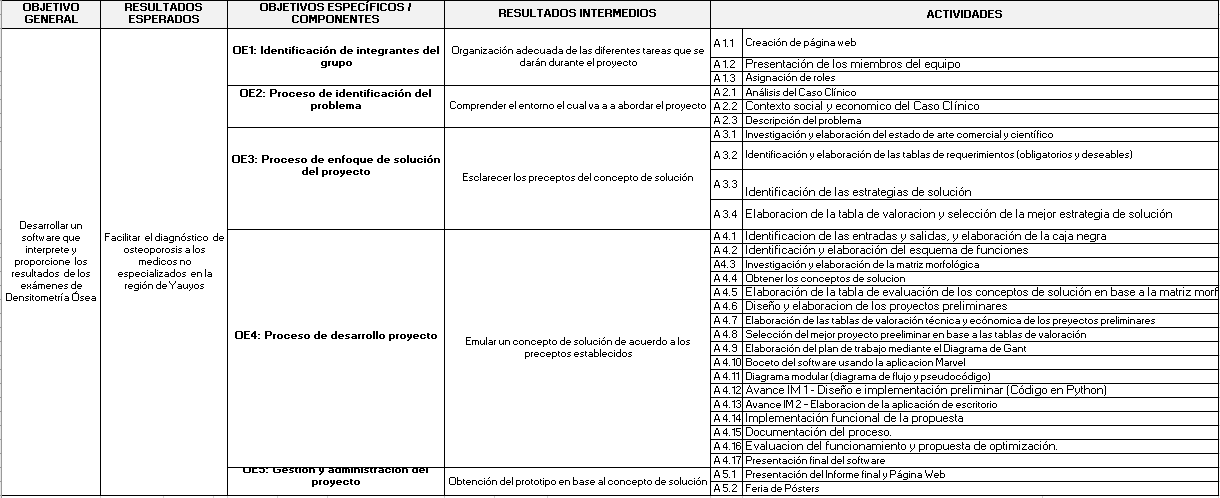 OBJETIVO GENERAL
RESULTADOS ESPERADOS
OBJETIVOS ESPECÍFICOS / COMPONENTES
RESULTADOS INTERMEDIOS
ACTIVIDADES
Desarrollar un
software que
interprete y
proporcione los
resultados de los
exámenes de
Densitometría Ósea
Facilitar el diagnóstico de
osteoporosis a los
medicos no
especializados en la
región de Yauyos
OE1: Identificación de integrantes del
grupo
Organización adecuada de las diferentes tareas que se
darán durante el proyecto
A 1.1 Creación de página web
A 1.2 Presentación de los miembros del equipo
A 1.3 Asignación de roles
OE2: Proceso de identificación del
problema
Comprender el entorno el cual va a a abordar el proyecto
A 2.1 Análisis del Caso Clínico
A 2.2 Contexto social y economico del Caso Clínico
A 2.3 Descripción del problema
OE3: Proceso de enfoque de solución
del proyecto
Esclarecer los preceptos del concepto de solución
A 3.1 Investigación y elaboración del estado de arte comercial y científico
A 3.2 Identificación y elaboración de las tablas de requerimientos (obligatorios y deseables)
A 3.3 Identificación de las estrategias de solución
A 3.4 Elaboracion de la tabla de valoracion y selección de la mejor estrategia de solución
OE4: Proceso de desarrollo proyecto
Emular un concepto de solución de acuerdo a los
preceptos establecidos
A 4.1 Identificacion de las entradas y salidas, y elaboración de la caja negra
A 4.2 Identificación y elaboración del esquema de funciones
A 4.3 Investigación y elaboración de la matriz morfológica
A 4.4 Obtener los conceptos de solucion
A 4.5 Elaboración de la tabla de evaluación de los conceptos de solución en base a la matriz morf
A 4.6 Diseño y elaboracion de los proyectos preliminares
A 4.7 Elaboración de las tablas de valoración técnica y ecónomica de los preyectos preliminares
A 4.8 Selección del mejor proyecto preeliminar en base a las tablas de valoración
A 4.9 Elaboración del plan de trabajo mediante el Diagrama de Gant
A 4.10 Boceto del software usando la aplicacion Marvel
A 4.11 Diagrama modular (diagrama de flujo y pseudocódigo)
A 4.12 Avance IM 1 - Diseño e implementación preliminar (Código en Python)
A 4.13 Avance IM 2 - Elaboracion de la aplicación de escritorio
A 4.14 Implementación funcional de la propuesta
A 4.15 Documentación del proceso.
A 4.16 Evaluacion del funcionamiento y propuesta de optimización.
A 4.17 Presentación final del software
OE5: Gestión y administración del
proyecto
Obtención del prototipo en base al concepto de solución
A 5.1 Presentación del Informe final y Página Web
A 5.2 Feria de Pósters